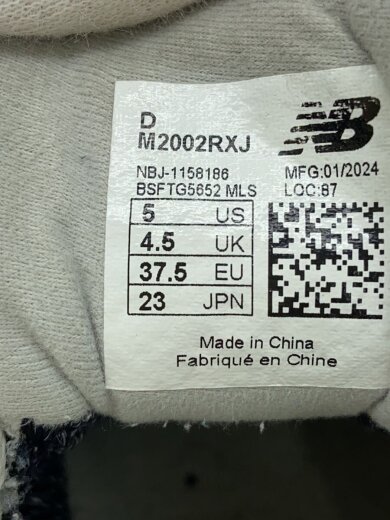 D
M2002RXJ
NB
NBJ-1158186
MFG:01/2024
BSFTG5652 MLS
LOC:87
5 US
4.5 UK
37.5 EU
23 JPN
Made in China
Fabriqué en Chine